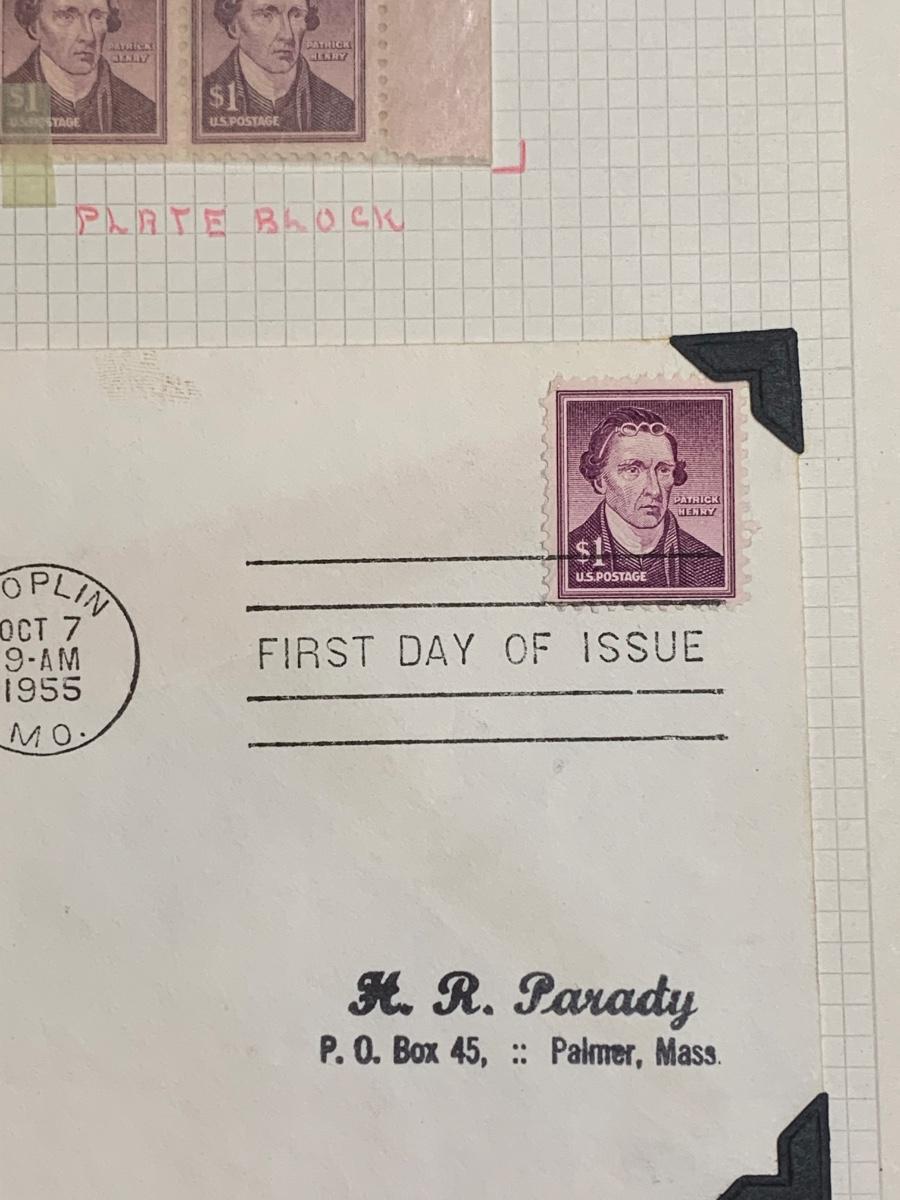 PATRICK
HENRY
$1
U.S.POSTAGE
PATRICK
HENRY
$1
U.S.POSTAGE
PLATE BLOCK
PATRICK
HENRY
$1
U.S.POSTAGE
OPLIN
OCT 7
9-AM
1955
MO.
FIRST DAY OF ISSUE
H. R. Parady
P. O. Box 45, :: Palmer, Mass.